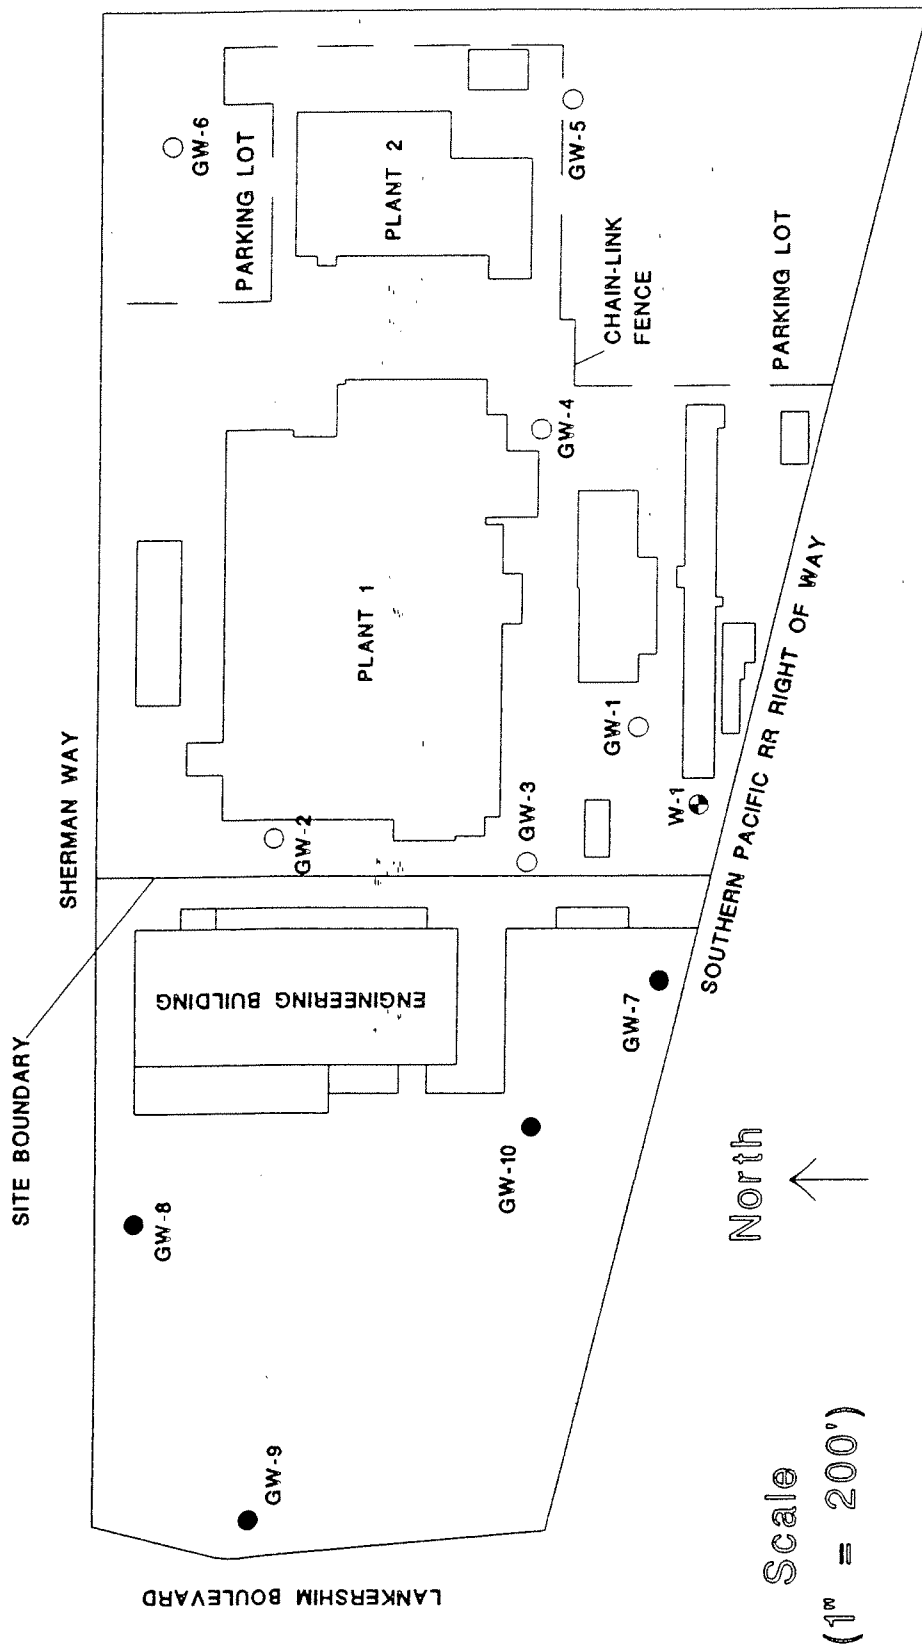 SITE BOUNDARY
SHERMAN WAY
GW-6
PARKING LOT
PLANT 2
GW-5
CHAIN-LINK
FENCE
PARKING LOT
GW-4
PLANT 1
GW-1
GW-2
GW-3
W-1
SOUTHERN PACIFIC RR RIGHT OF WAY
ENGINEERING BUILDING
GW-7
GW-8
GW-10
GW-9
LANKERSHIM BOULEVARD
North
Scale
(1" = 200')